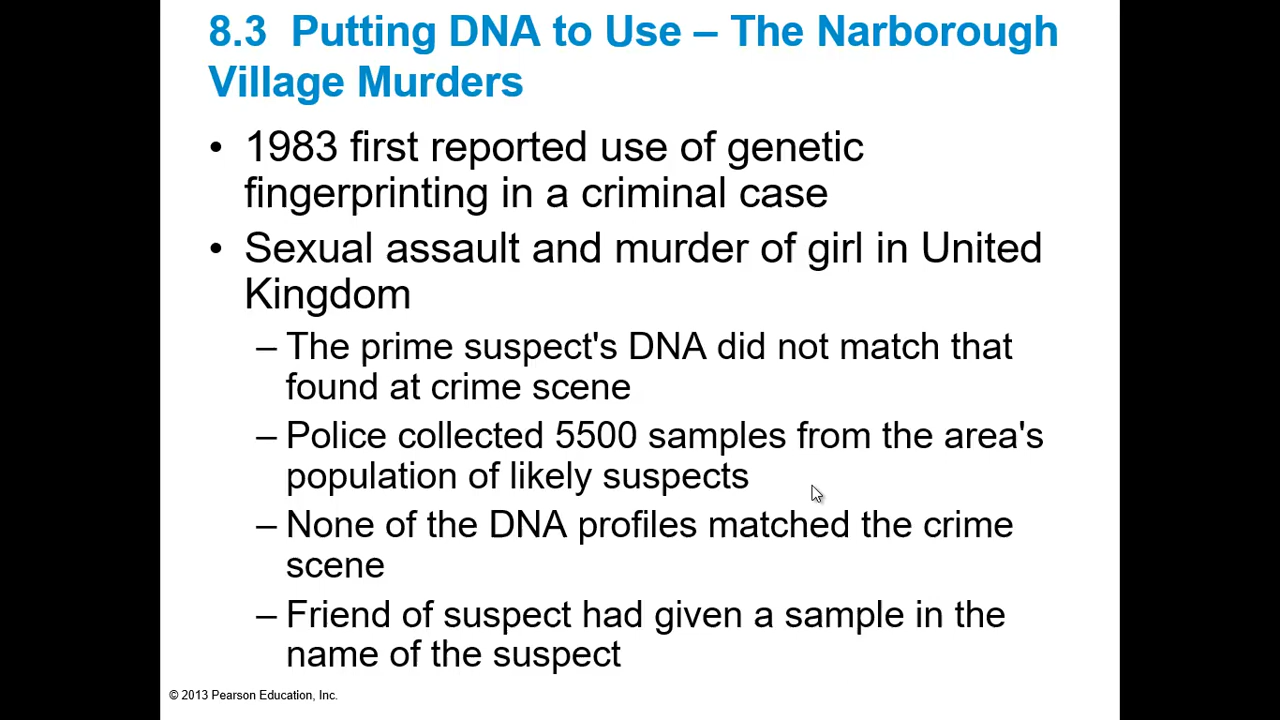 8.3 Putting DNA to Use – The Narborough
Village Murders
• 1983 first reported use of genetic
fingerprinting in a criminal case
• Sexual assault and murder of girl in United
Kingdom
– The prime suspect's DNA did not match that
found at crime scene
– Police collected 5500 samples from the area's
population of likely suspects
– None of the DNA profiles matched the crime
scene
– Friend of suspect had given a sample in the
name of the suspect
© 2013 Pearson Education, Inc.